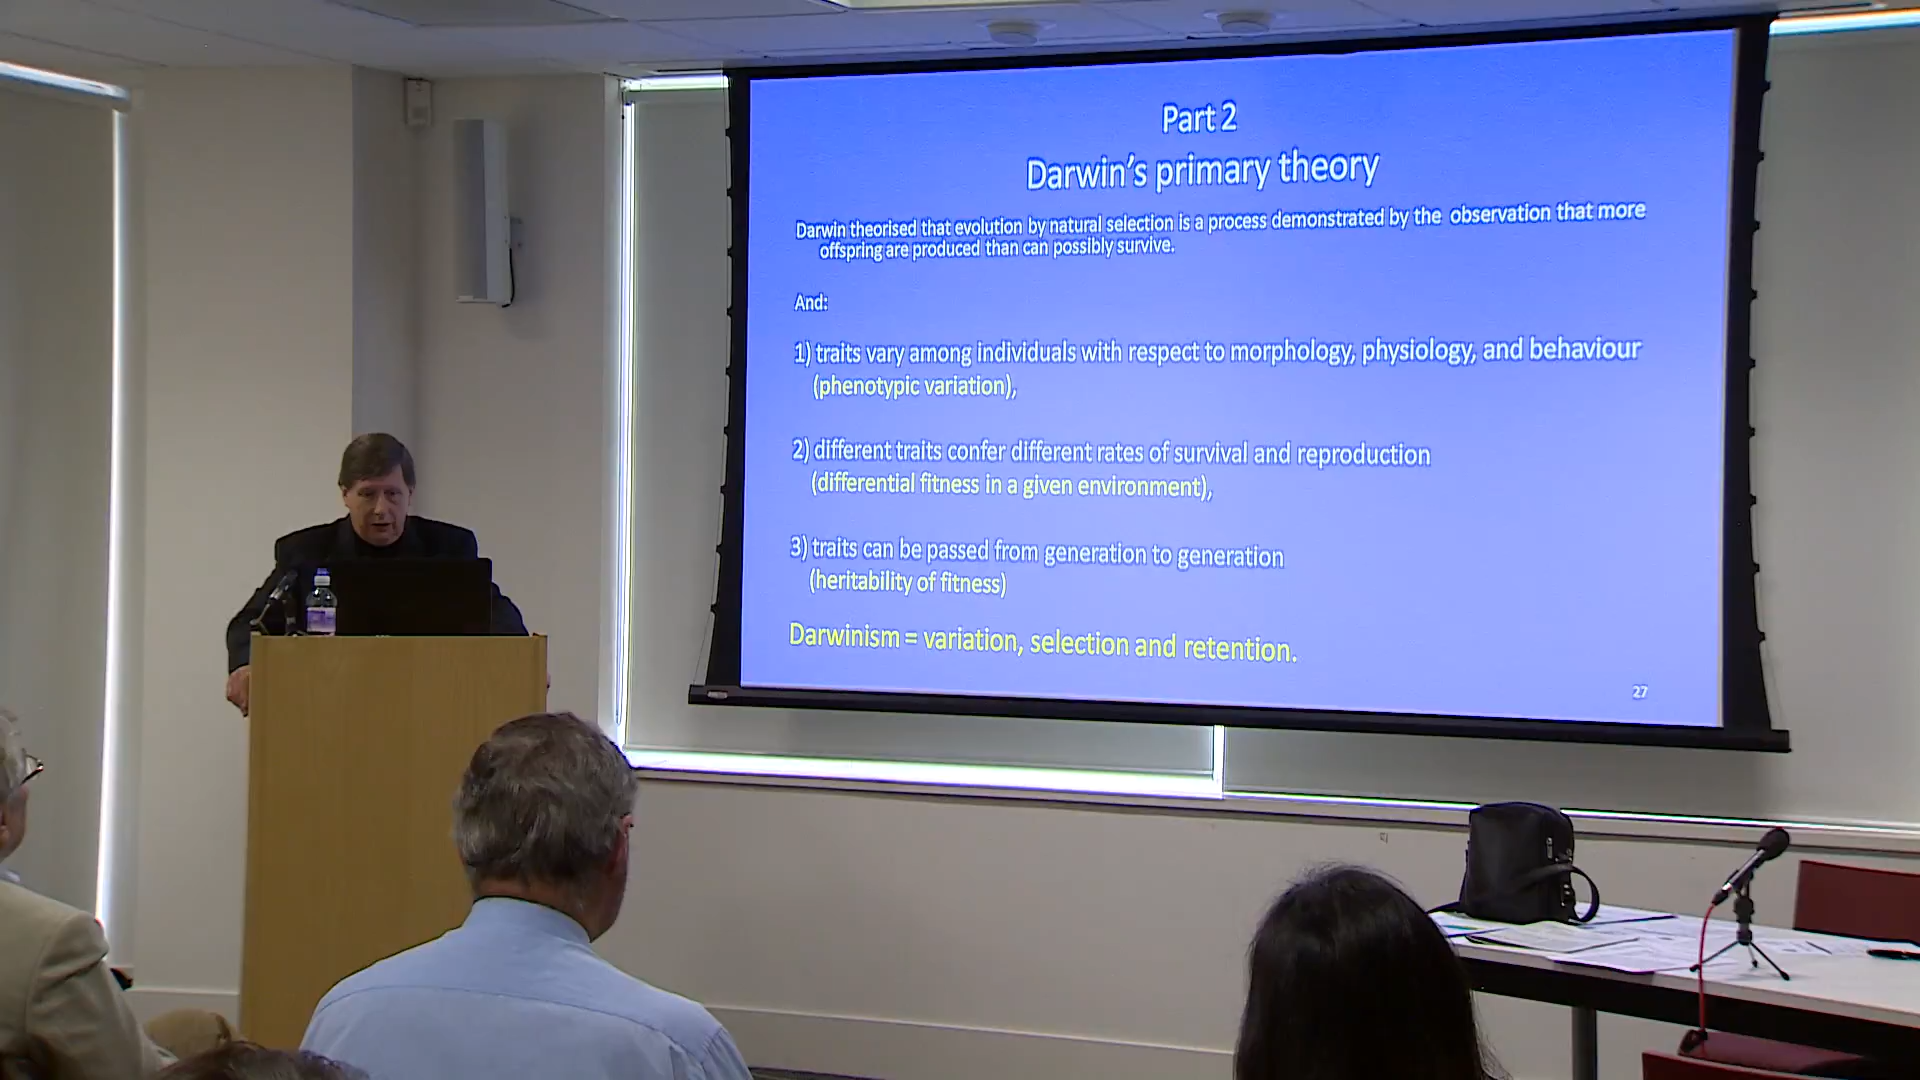 Part 2
Darwin's primary theory
Darwin theorised that evolution by natural selection is a process demonstrated by the observation that more
offspring are produced than can possibly survive.
And:
1) traits vary among individuals with respect to morphology, physiology, and behaviour
(phenotypic variation),
2) different traits confer different rates of survival and reproduction
(differential fitness in a given environment),
3) traits can be passed from generation to generation
(heritability of fitness)
Darwinism = variation, selection and retention.
27